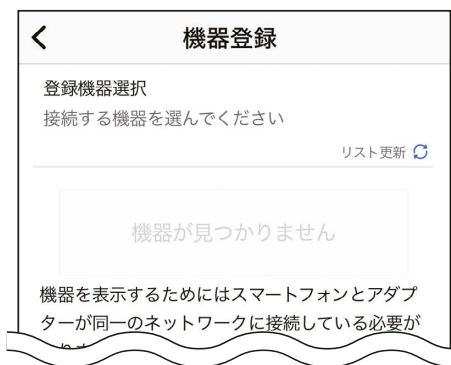 機器登録
登録機器選択
接続する機器を選んでください
リスト更新
機器が見つかりません
機器を表示するためにはスマートフォンとアダプ
ターが同一のネットワークに接続している必要が